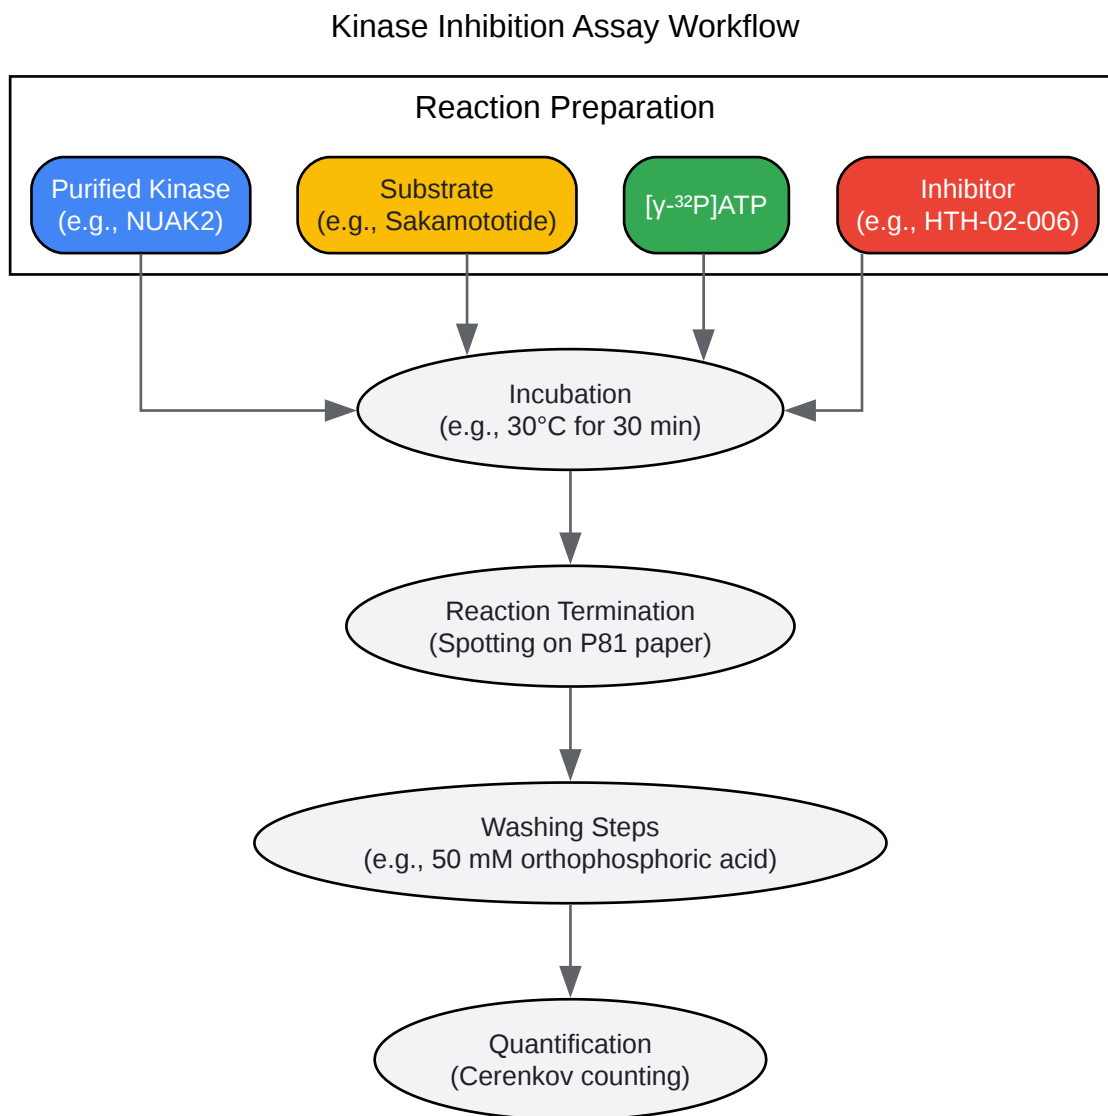 Kinase Inhibition Assay Workflow
Reaction Preparation
Purified Kinase
(e.g., NUAK2)
Substrate
(e.g., Sakamototide)
[γ-³²P]ATP
Inhibitor
(e.g., HTH-02-006)
Incubation
(e.g., 30°C for 30 min)
Reaction Termination
(Spotting on P81 paper)
Washing Steps
(e.g., 50 mM orthophosphoric acid)
Quantification
(Cerenkov counting)